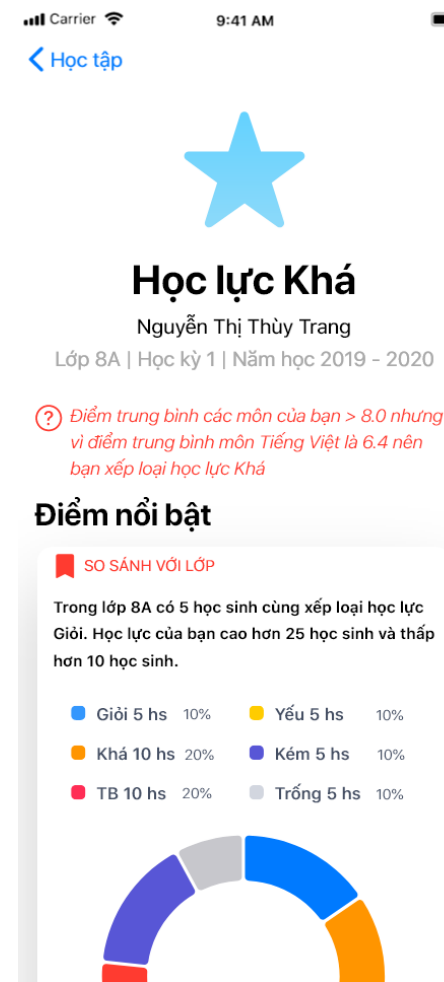 Carrier
9:41 AM
Học tập
Học lực Khá
Nguyễn Thị Thùy Trang
Lớp 8A | Học kỳ 1 | Năm học 2019 - 2020
? Điểm trung bình các môn của bạn > 8.0 nhưng
vì điểm trung bình môn Tiếng Việt là 6.4 nên
bạn xếp loại học lực Khá
Điểm nổi bật
SO SÁNH VỚI LỚP
Trong lớp 8A có 5 học sinh cùng xếp loại học lực
Giỏi. Học lực của bạn cao hơn 25 học sinh và thấp
hơn 10 học sinh.
Giỏi 5 hs 10% Yếu 5 hs 10%
Khá 10 hs 20% Kém 5 hs 10%
TB 10 hs 20% Trống 5 hs 10%